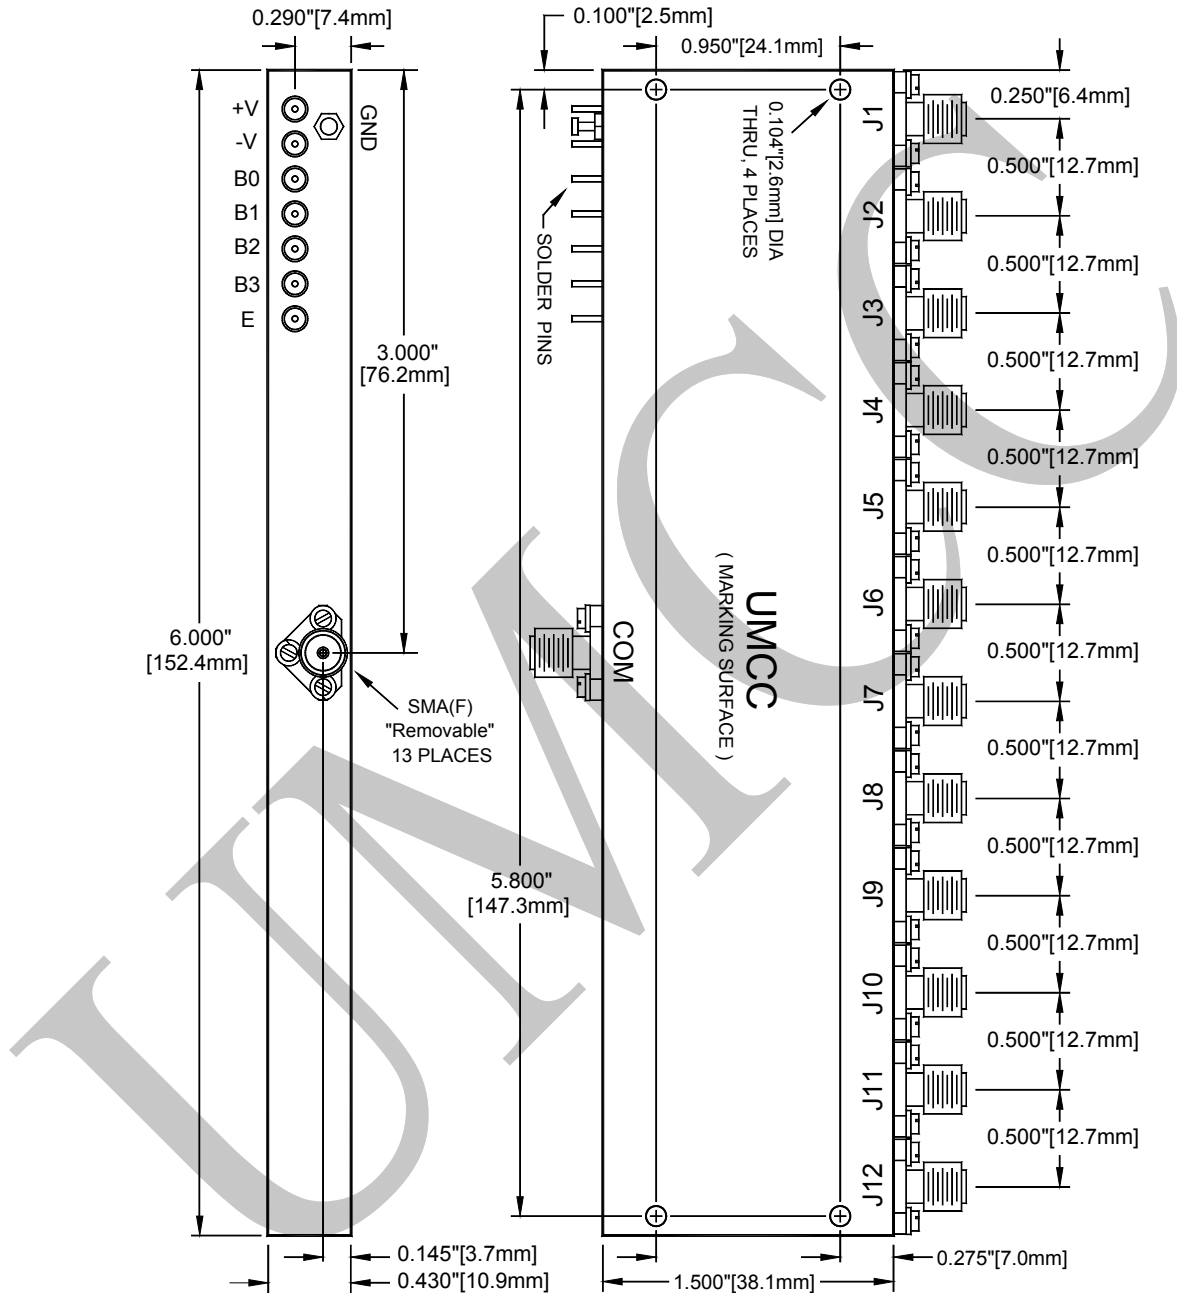 0.290"[7.4mm]
0.100"[2.5mm]
0.950"[24.1mm]
0.250"[6.4mm]
+V
-V
B0
B1
B2
B3
E
GND
3.000"
[76.2mm]
6.000"
[152.4mm]
SMA(F)
"Removable"
13 PLACES
SOLDER PINS
0.104"[2.6mm] DIA
THRU, 4 PLACES
5.800"
[147.3mm]
COM
UMCC
( MARKING SURFACE )
J1
J2
J3
J4
J5
J6
J7
J8
J9
J10
J11
J12
0.500"[12.7mm]
0.500"[12.7mm]
0.500"[12.7mm]
0.500"[12.7mm]
0.500"[12.7mm]
0.500"[12.7mm]
0.500"[12.7mm]
0.500"[12.7mm]
0.500"[12.7mm]
0.500"[12.7mm]
0.500"[12.7mm]
0.145"[3.7mm]
0.430"[10.9mm]
1.500"[38.1mm]
0.275"[7.0mm]
UMCC